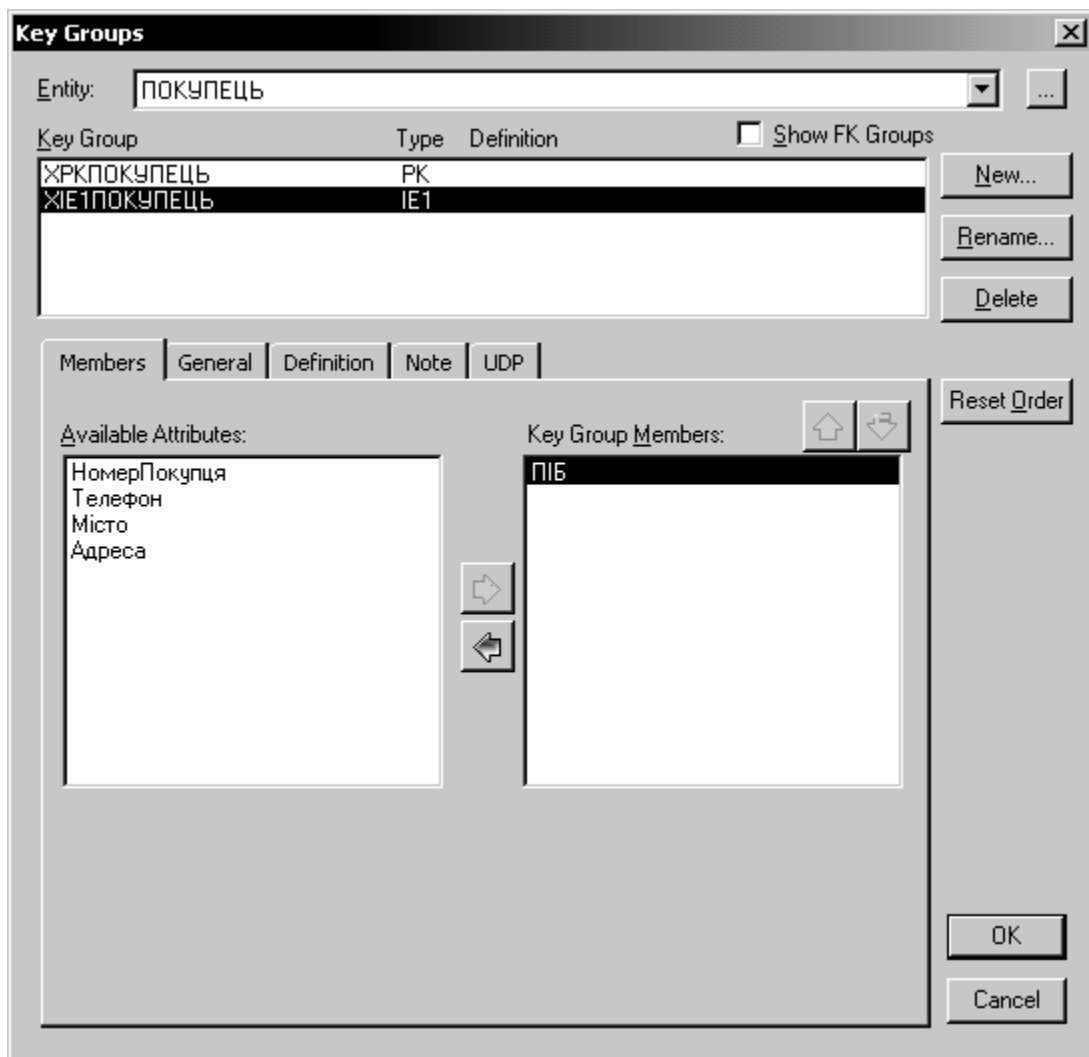 Key Groups
Entity: ПОКУПЕЦЬ ...
Key Group Type Definition Show FK Groups
XPKПОКУПЕЦЬ PK
XIE1ПОКУПЕЦЬ IE1
New...
Rename...
Delete
Members General Definition Note UDP
Reset Order
Available Attributes: Key Group Members:
НомерПокупця ПІБ
Телефон
Місто
Адреса
OK
Cancel